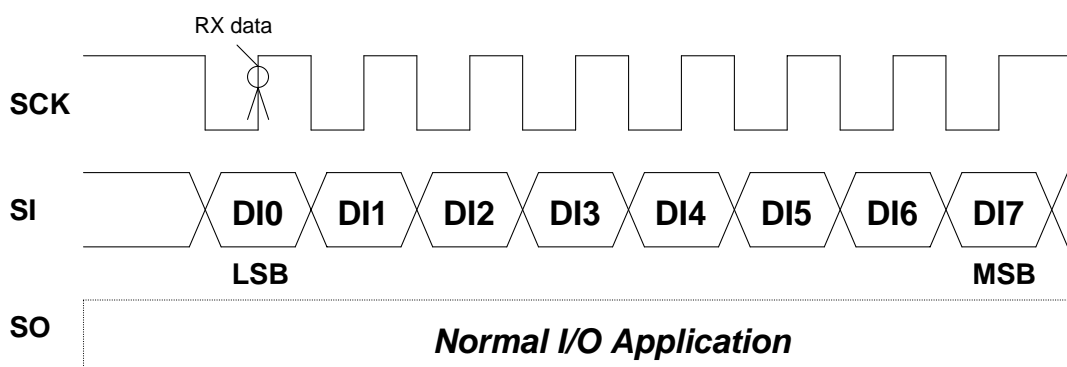 RX data
SCK
SI DI0 DI1 DI2 DI3 DI4 DI5 DI6 DI7
LSB MSB
SO Normal I/O Application